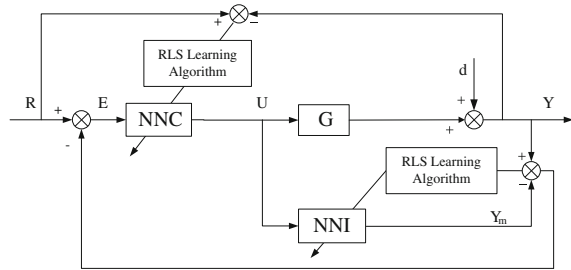 + −
RLS Learning
Algorithm
d
R + E U + Y
NNC G
- + +
RLS Learning
Algorithm
−
NNI Ym